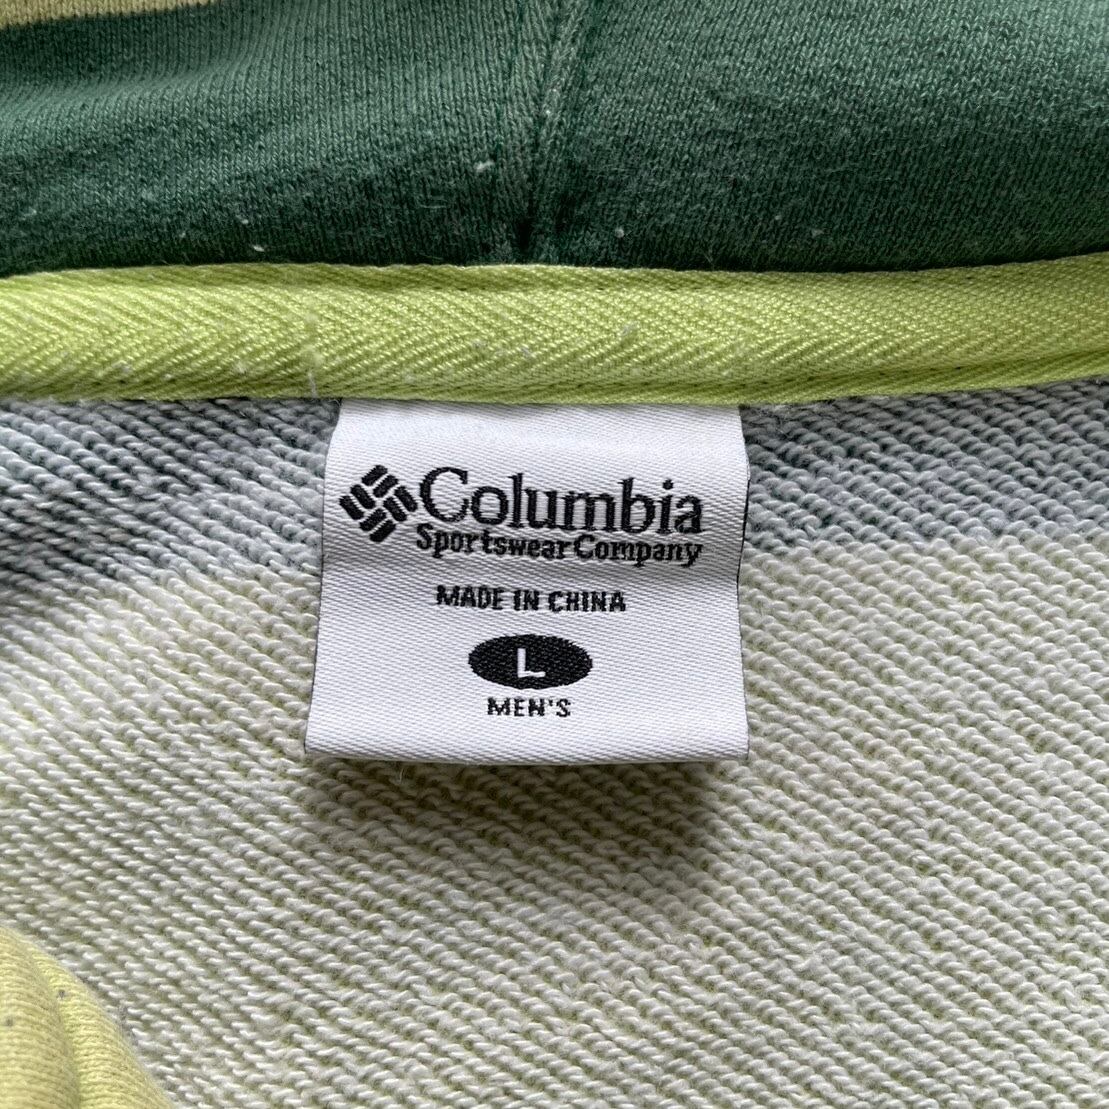 Columbia
Sportswear Company
MADE IN CHINA
L
MEN'S